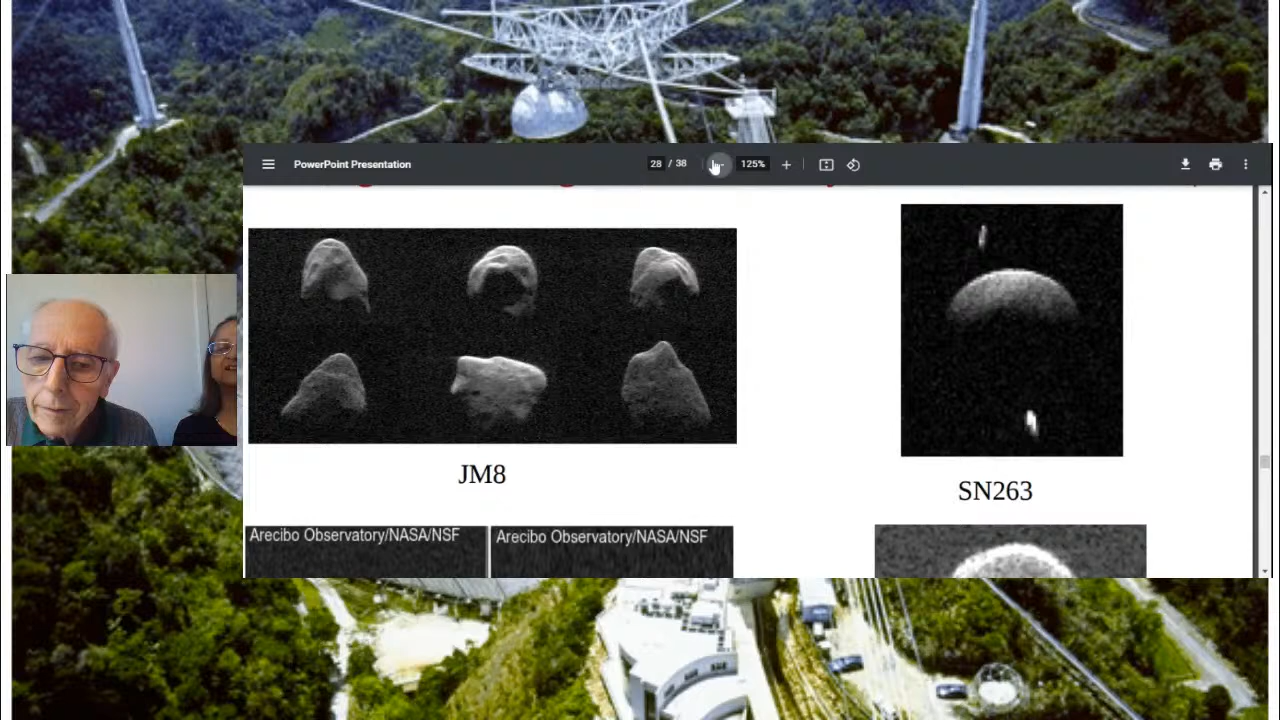 PowerPoint Presentation
28 / 38
125%
JM8
SN263
Arecibo Observatory/NASA/NSF
Arecibo Observatory/NASA/NSF